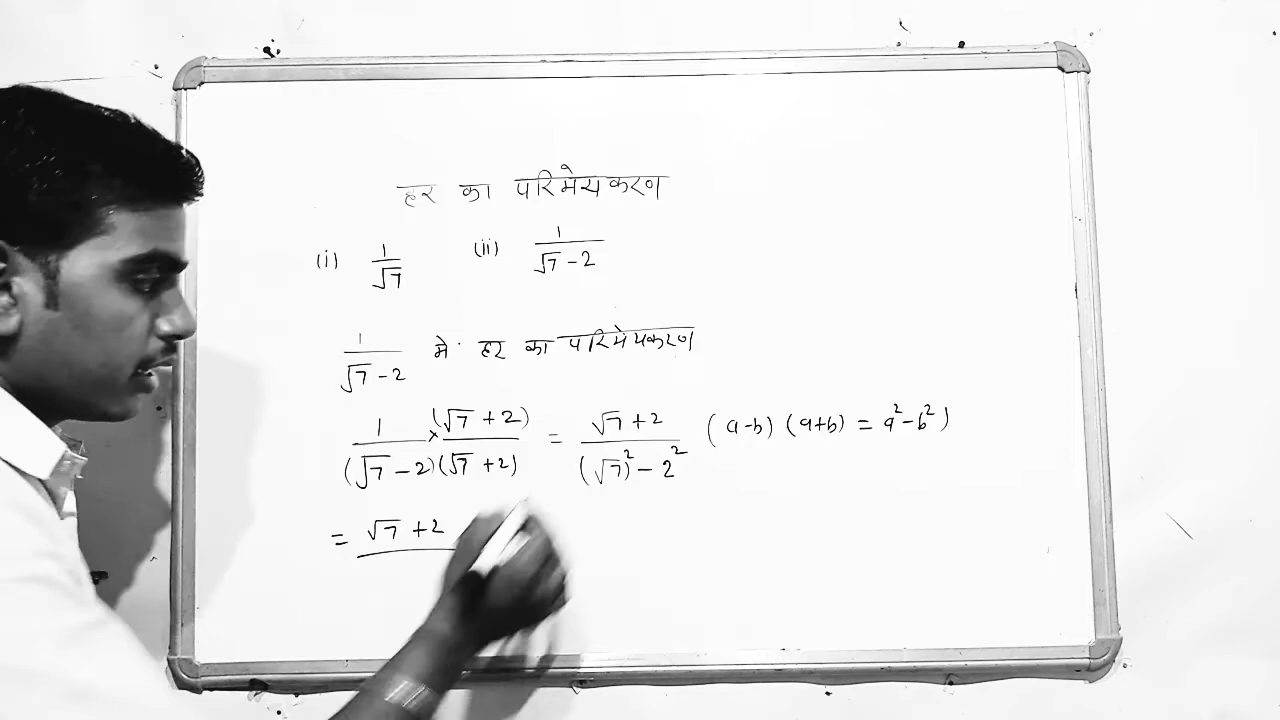 हर का परिमेयकरण
(i) 1/√7 (ii) 1/(√7-2)
1/(√7-2) मे हर का परिमेयकरण
1/(√7-2) × (√7+2)/(√7+2) = (√7+2)/((√7)²-2²) (a-b)(a+b) = a²-b²)
= √7+2